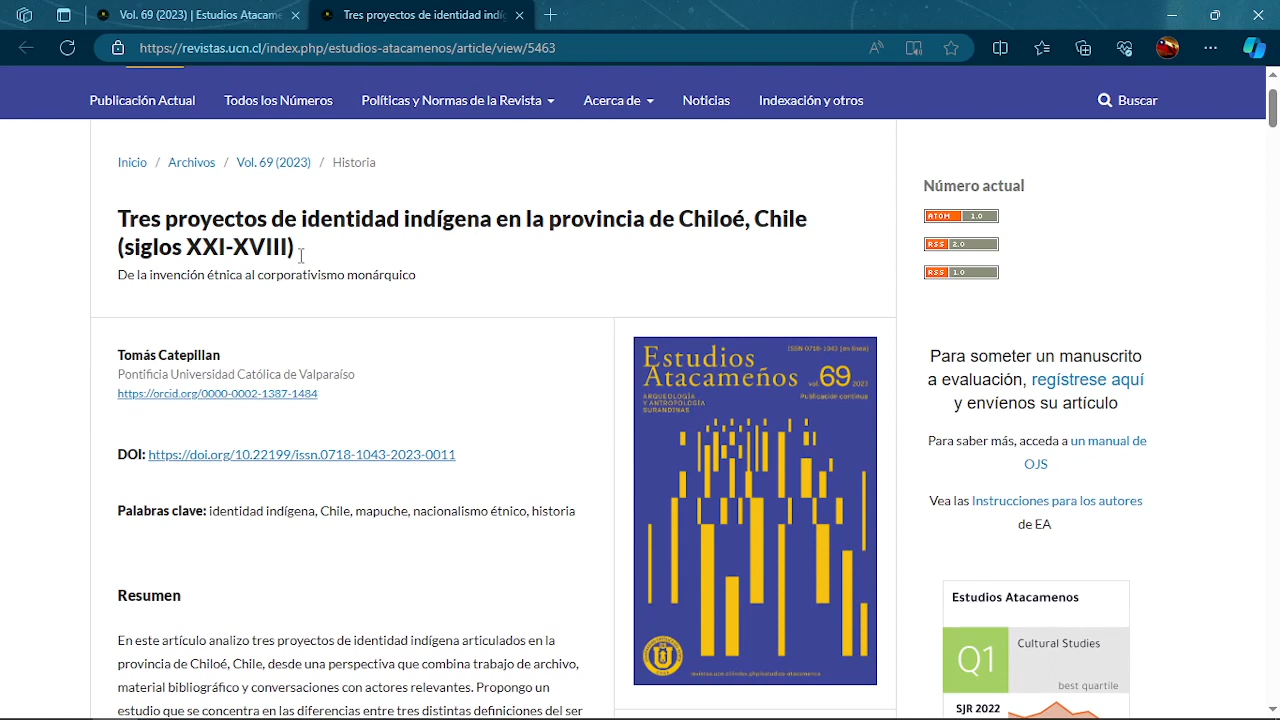 Vol. 69 (2023) | Estudios Atacame
Tres proyectos de identidad indíg
https://revistas.ucn.cl/index.php/estudios-atacamenos/article/view/5463
Publicación Actual
Todos los Números
Políticas y Normas de la Revista
Acerca de
Noticias
Indexación y otros
Buscar
Inicio / Archivos / Vol. 69 (2023) / Historia
Tres proyectos de identidad indígena en la provincia de Chiloé, Chile
(siglos XXI-XVIII)
De la invención étnica al corporativismo monárquico
Tomás Catepillan
Pontificia Universidad Católica de Valparaíso
https://orcid.org/0000-0002-1387-1484
DOI: https://doi.org/10.22199/issn.0718-1043-2023-0011
Palabras clave: identidad indígena, Chile, mapuche, nacionalismo étnico, historia
Resumen
En este artículo analizo tres proyectos de identidad indígena articulados en la
provincia de Chiloé, Chile, desde una perspectiva que combina trabajo de archivo,
material bibliográfico y conversaciones con actores relevantes. Propongo un
estudio que se concentra en las diferencias entre tres distintas definiciones del ser
ISSN 0718-1043 (en línea)
Estudios
Atacameños
vol. 69 2023
ARQUEOLOGÍA
Y ANTROPOLOGÍA
SURANDINAS
Publicación continua
revistas.ucn.cl/index.php/estudios-atacamenos
Número actual
ATOM 1.0
RSS 2.0
RSS 1.0
Para someter un manuscrito
a evaluación, regístrese aquí
y envíenos su artículo
Para saber más, acceda a un manual de
OJS
Vea las Instrucciones para los autores
de EA
Estudios Atacamenos
Q1
Cultural Studies
best quartile
SJR 2022